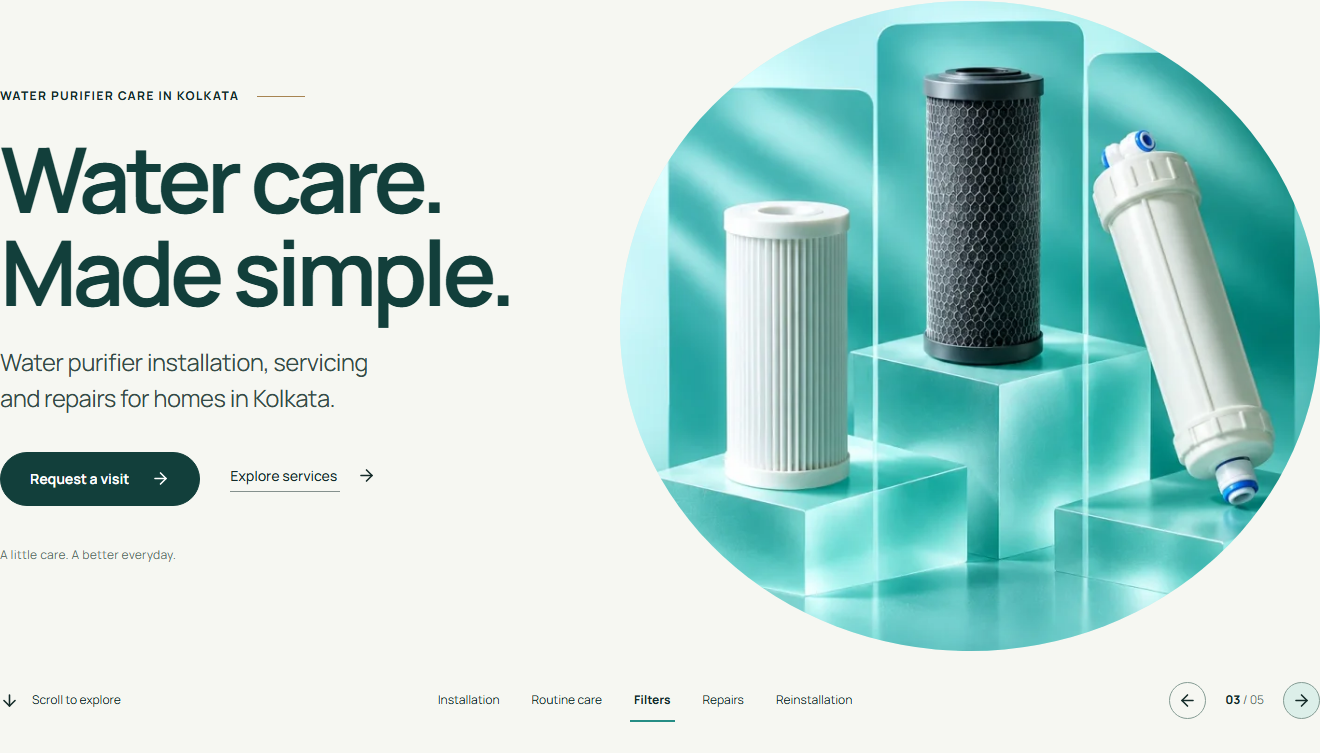 WATER PURIFIER CARE IN KOLKATA
Water care.
Made simple.
Water purifier installation, servicing
and repairs for homes in Kolkata.
Request a visit
Explore services
A little care. A better everyday.
Scroll to explore
Installation
Routine care
Filters
Repairs
Reinstallation
03 / 05